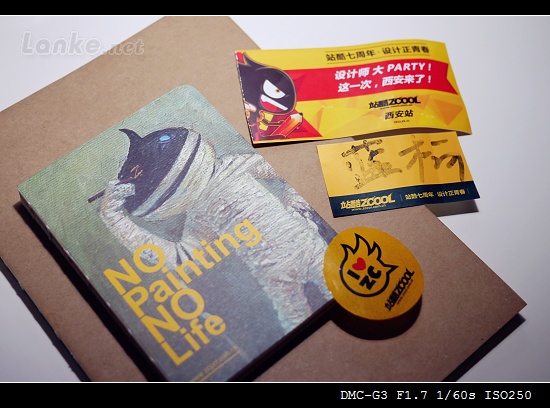 Lanke.net
站酷七周年·设计正青春
设计师 大 PARTY！
这一次，西安来了！
站酷ZCOOL
西安站
蓝柯
站酷ZCOOL
站酷七周年·设计正青春
NO
Painting
NO
Life
I
ZC
站酷ZCOOL
DMC-G3 F1.7 1/60s ISO250